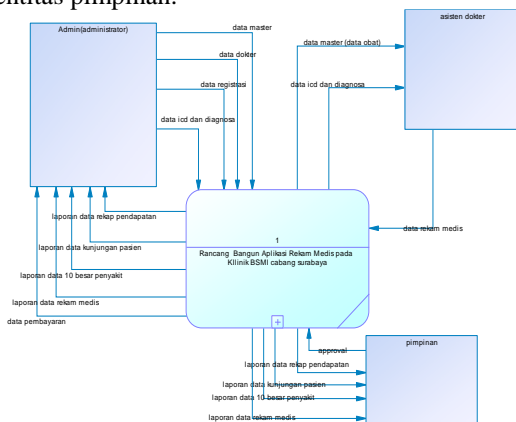 entitas pimpinan.
Admin(administrator)
data master
data dokter
data registrasi
data icd dan diagnosa
asisten dokter
data master (data obat)
data icd dan diagnosa
data rekam medis
1
Rancang Bangun Aplikasi Rekam Medis pada
Kllinik BSMI cabang surabaya
laporan data rekap pendapatan
laporan data kunjungan pasien
laporan data 10 besar penyakit
laporan data rekam medis
data pembayaran
pimpinan
approval
laporan data rekap pendapatan
laporan data kunjungan pasien
laporan data 10 besar penyakit
laporan data rekam medis